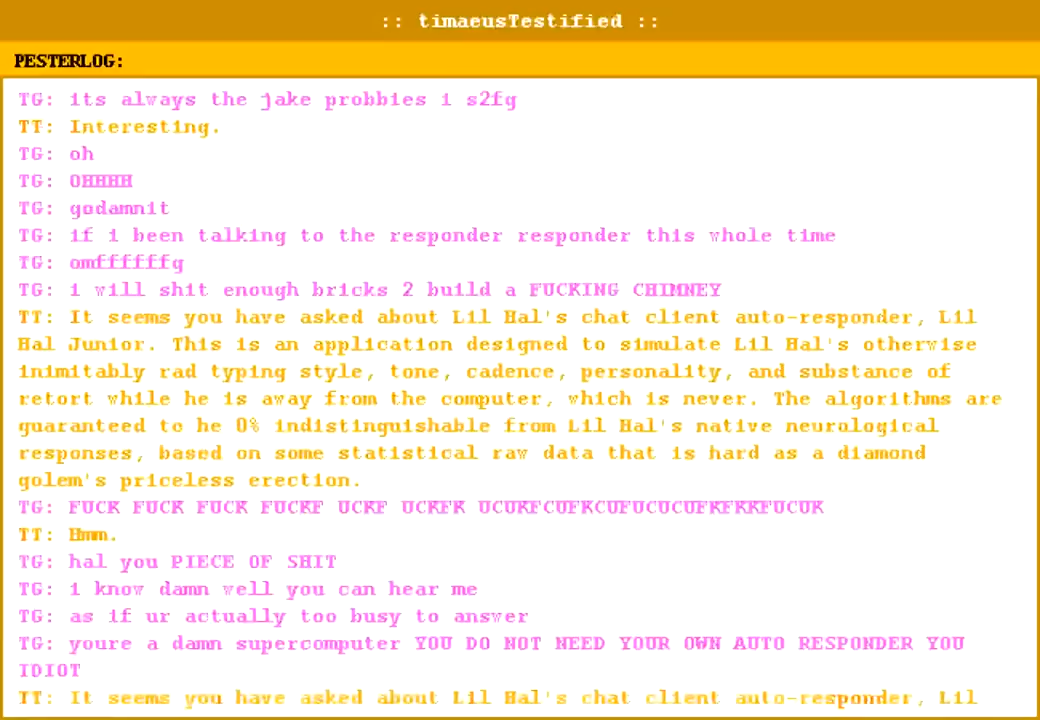 :: timaeusTestified ::
PESTERLOG:
TG: its always the jake probbies i s2fg
TT: Interesting.
TG: oh
TG: OHHHH
TG: godamnit
TG: if i been talking to the responder responder this whole time
TG: omffffffg
TG: i will shit enough bricks 2 build a FUCKING CHIMNEY
TT: It seems you have asked about Lil Hal's chat client auto-responder, Lil
Hal Junior. This is an application designed to simulate Lil Hal's otherwise
inimitably rad typing style, tone, cadence, personality, and substance of
retort while he is away from the computer, which is never. The algorithms are
guaranteed to be 0% indistinguishable from Lil Hal's native neurological
responses, based on some statistical raw data that is hard as a diamond
golem's priceless erection.
TG: FUCK FUCK FUCK FUCKF UCKF UCKFK UCUKFCUFKCUFUCUCUFKFKKFUCUK
TT: Hmm.
TG: hal you PIECE OF SHIT
TG: i know damn well you can hear me
TG: as if ur actually too busy to answer
TG: youre a damn supercomputer YOU DO NOT NEED YOUR OWN AUTO RESPONDER YOU
IDIOT
TT: It seems you have asked about Lil Hal's chat client auto-responder, Lil